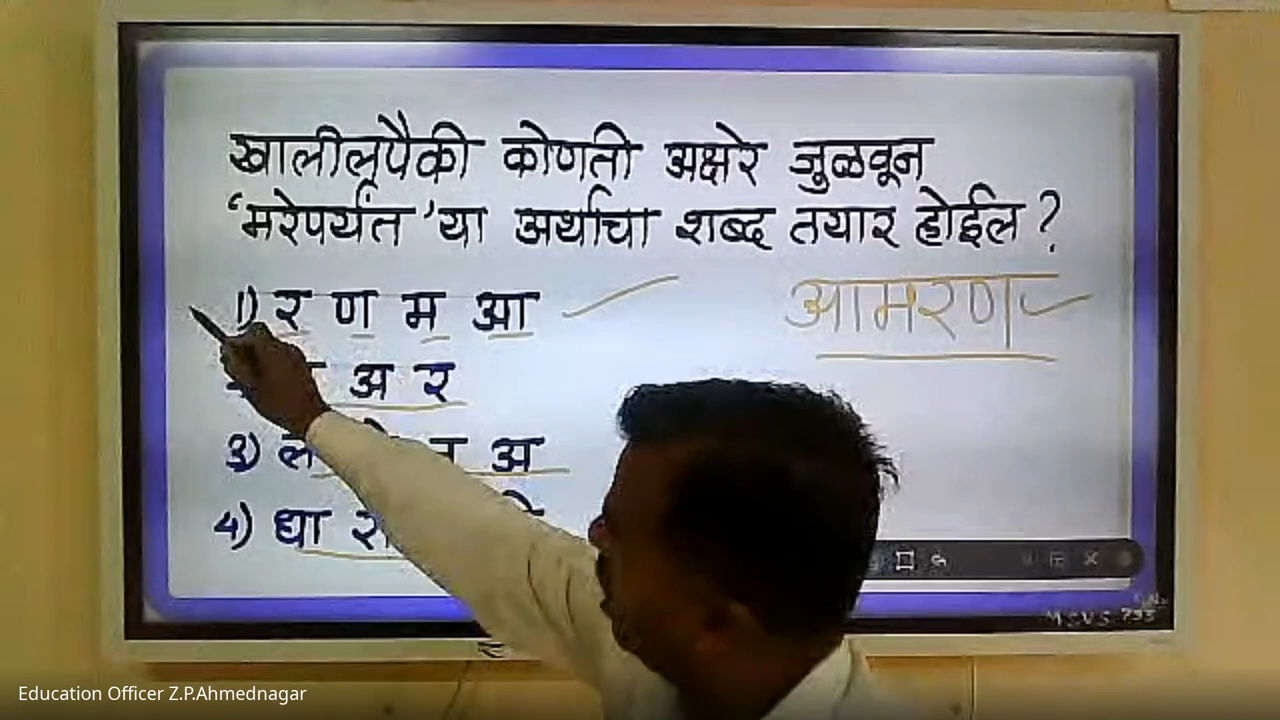 खालीलपैकी कोणती अक्षरे जुळवून
‘मरेपर्यंत’ या अर्थाचा शब्द तयार होईल ?
1) र ण म आ
आमरण
अ र
3) ल अ
4) धा
Education Officer Z.P.Ahmednagar